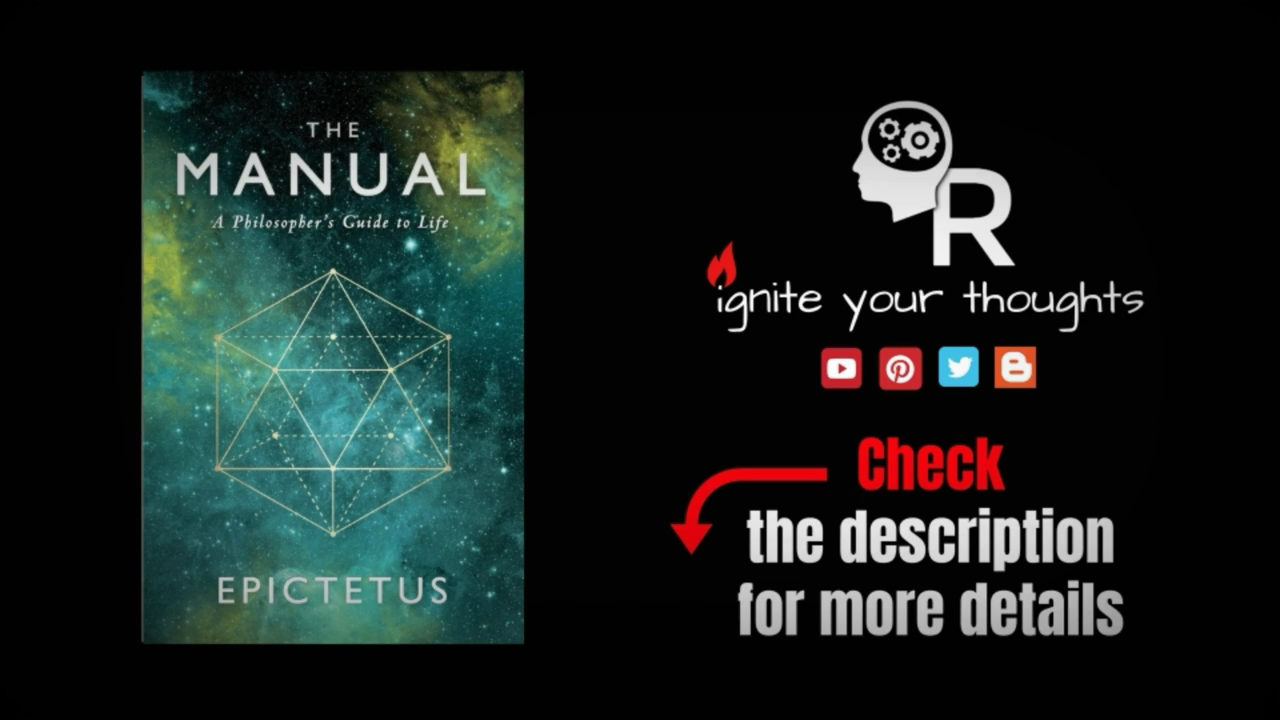 THE
MANUAL
A Philosopher's Guide to Life
EPICTETUS
R
ignite your thoughts
Check
the description
for more details